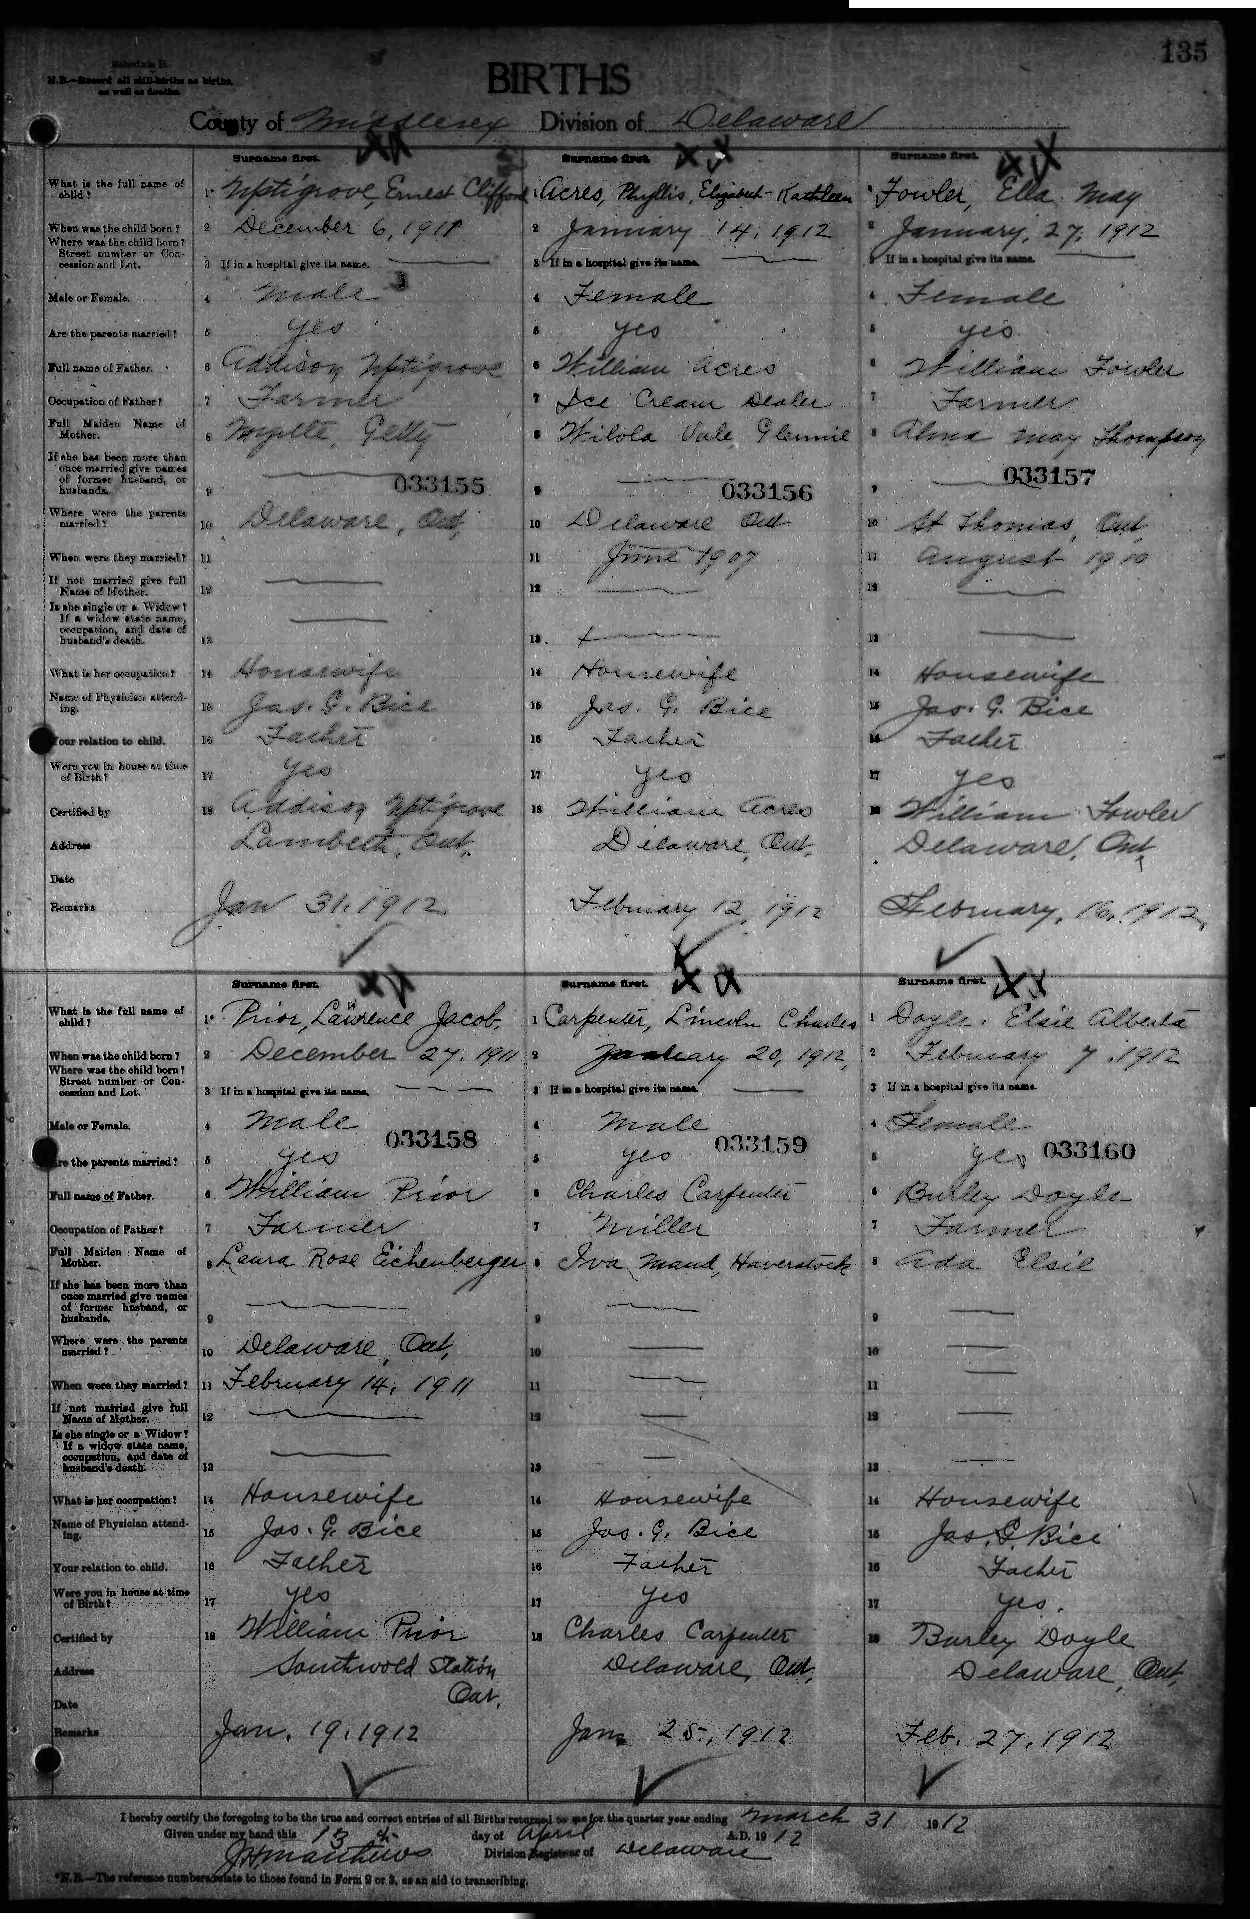 135
Schedule B.
N.B.—Record all still-births as births,
as well as deaths.
BIRTHS
County of Middlesex Division of Delaware
Surname first.
What is the full name of child? 1 Uptigrove, Ernest Clifford
When was the child born? 2 December 6, 1911
Where was the child born? Street number or Concession and Lot. 3 If in a hospital give its name.
Male or Female. 4 Male
Are the parents married? 5 yes
Full name of Father. 6 Addison Uptigrove
Occupation of Father? 7 Farmer
Full Maiden Name of Mother. 8 Getty
If she has been more than once married give names of former husband, or husbands. 9
033155
Where were the parents married? 10 Delaware, Ont.
When were they married? 11
If not married give full Name of Mother. 12
Is she single or a Widow? If a widow state name, occupation, and date of husband's death. 13
What is her occupation? 14 Housewife
Name of Physician attending. 15 Jas. G. Bice
Your relation to child. 16 Father
Were you in house at time of Birth? 17 yes
Certified by 18 Addison Uptigrove
Address Lambeth, Ont.
Date
Remarks Jan 31, 1912
Surname first.
1 Acres, Phyllis, Elizabeth Kathleen
2 January 14, 1912
3 If in a hospital give its name.
4 Female
5 yes
6 William Acres
7 Ice Cream Dealer
8 Wilola Vale Glennie
9
033156
10 Delaware Ont
11 June 1907
12
13
14 Housewife
15 Jas. G. Bice
16 Father
17 yes
18 William Acres
Delaware, Ont.
February 12, 1912
Surname first.
1 Fowler, Ella May
2 January, 27, 1912
3 If in a hospital give its name.
4 Female
5 yes
6 William Fowler
7 Farmer
8 Alma May Thompson
9
033157
10 St Thomas, Ont,
11 August 1910
12
13
14 Housewife
15 Jas. G. Bice
16 Father
17 yes
18 William Fowler
Delaware, Ont,
February, 16, 1912,
Surname first.
What is the full name of child? 1 Prior, Lawrence Jacob.
When was the child born? 2 December 27, 1911
Where was the child born? Street number or Concession and Lot. 3 If in a hospital give its name.
Male or Female. 4 Male
033158
Are the parents married? 5 yes
Full name of Father. 6 William Prior
Occupation of Father? 7 Farmer
Full Maiden Name of Mother. 8 Laura Rose Eichenberger
If she has been more than once married give names of former husband, or husbands. 9
Where were the parents married? 10 Delaware, Ont,
When were they married? 11 February 14, 1911
If not married give full Name of Mother. 12
Is she single or a Widow? If a widow state name, occupation, and date of husband's death. 13
What is her occupation? 14 Housewife
Name of Physician attending. 15 Jas. G. Bice
Your relation to child. 16 Father
Were you in house at time of Birth? 17 yes
Certified by 18 William Prior
Address Southwold Station
Ont.
Date
Remarks Jan. 19, 1912
Surname first.
1 Carpenter, Lincoln Charles
2 January 20, 1912,
3 If in a hospital give its name.
4 Male
033159
5 yes
6 Charles Carpenter
7 Miller
8 Iva Maud, Haverstock
9
10
11
12
13
14 Housewife
15 Jas. G. Bice
16 Father
17 yes
18 Charles Carpenter
Delaware, Ont,
Jan. 25, 1912
Surname first.
1 Doyle, Elsie Alberta
2 February 7, 1912
3 If in a hospital give its name.
4 Female
5 yes 033160
6 Burley Doyle
7 Farmer
8 Ada Elsie
9
10
11
12
13
14 Housewife
15 Jas. G. Bice
16 Father
17 yes.
18 Burley Doyle
Delaware, Ont,
Feb. 27, 1912
I hereby certify the foregoing to be the true and correct entries of all Births returned to me for the quarter year ending March 31 1912
Given under my hand this 13th day of April A.D. 1912
J H Matthews Division Registrar of Delaware
*N.B.—The reference numbers relate to those found in Form 2 or 3, as an aid to transcribing.